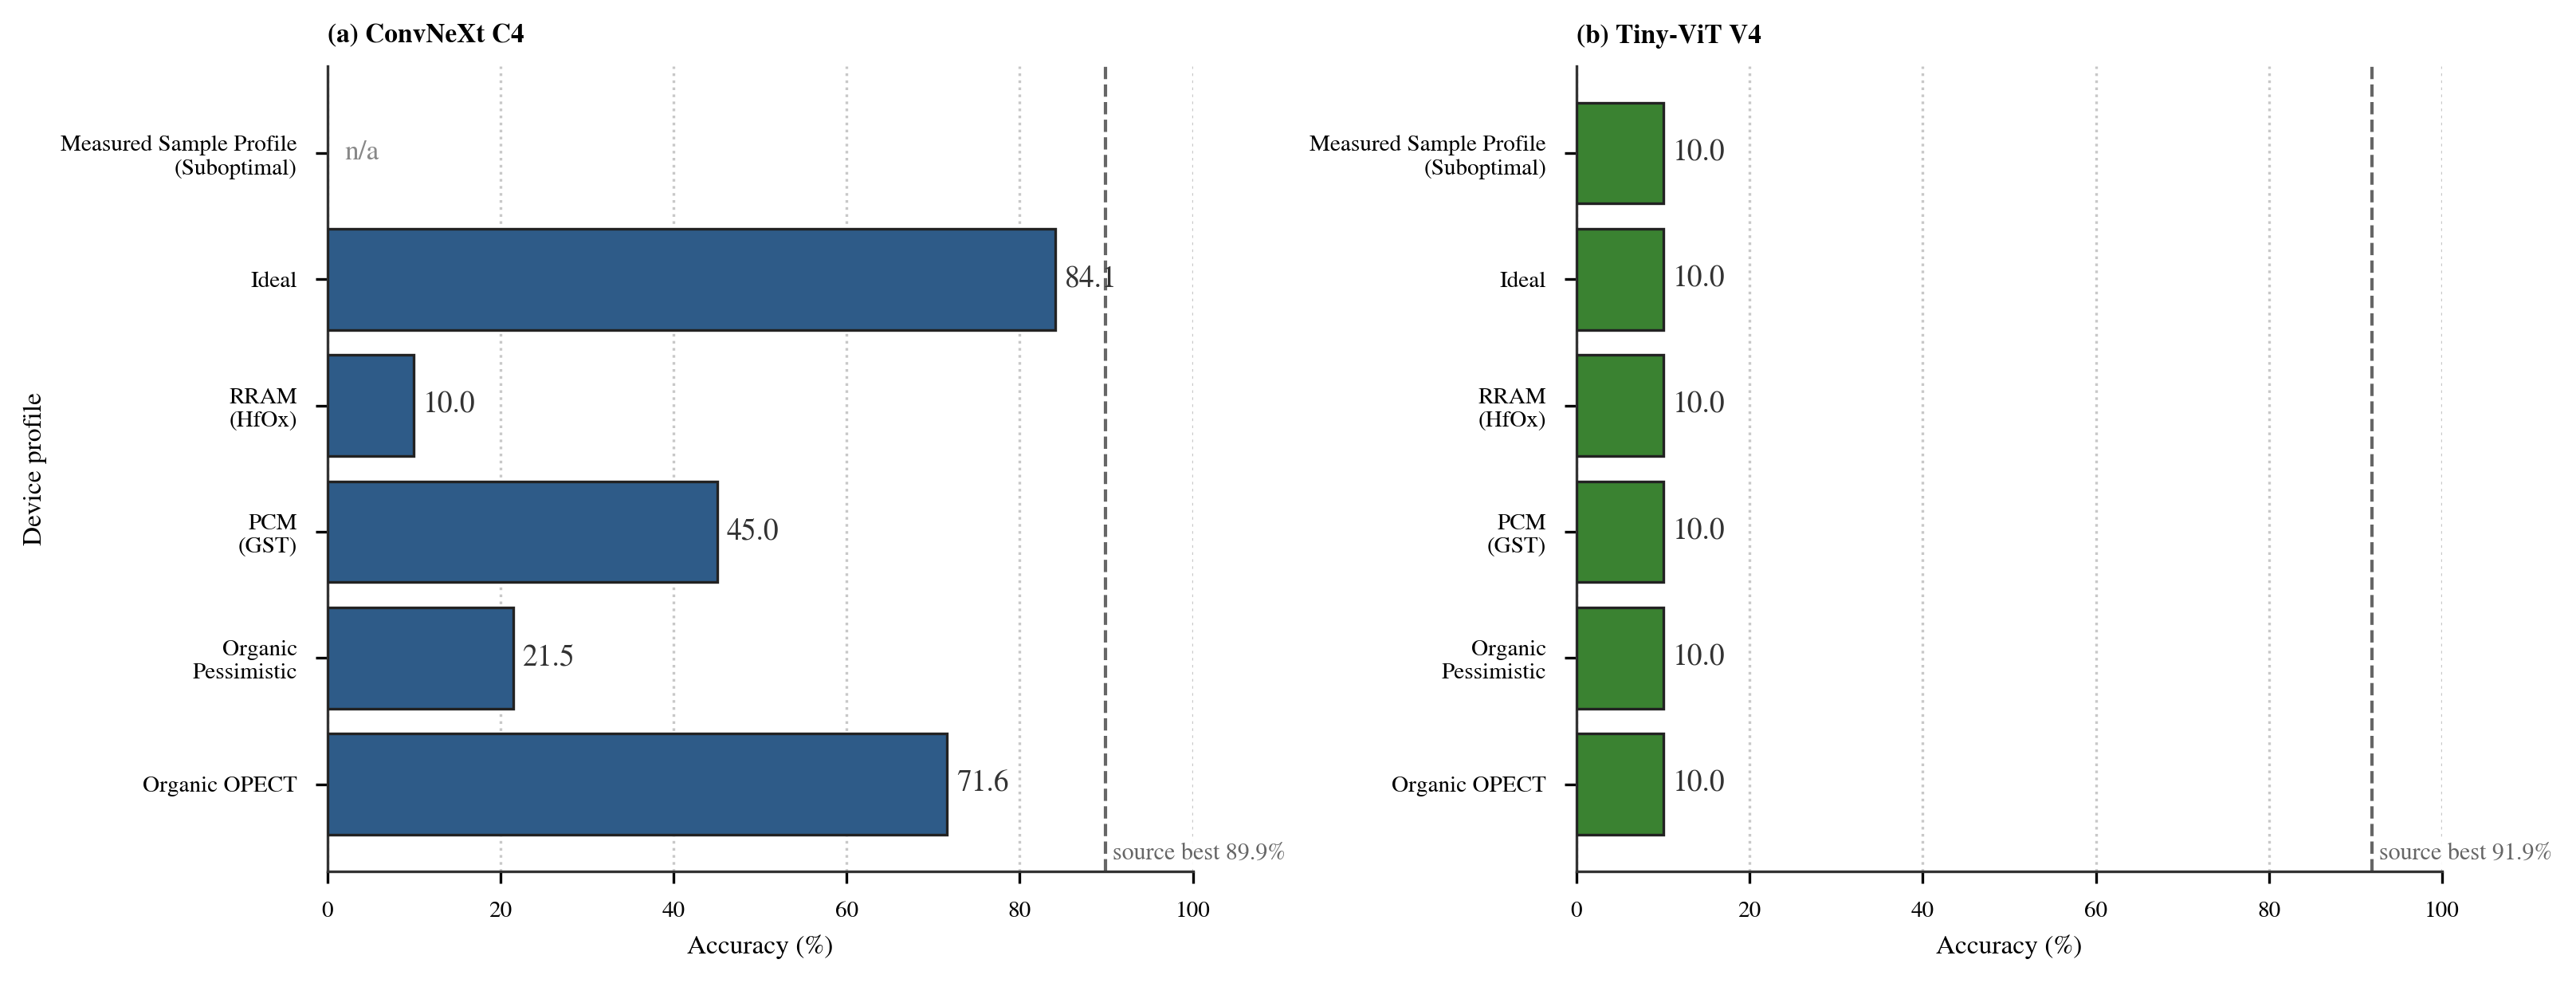 (a) ConvNeXt C4
Device profile
Measured Sample Profile
(Suboptimal)
n/a
Ideal
84.1
RRAM
(HfOx)
10.0
PCM
(GST)
45.0
Organic
Pessimistic
21.5
Organic OPECT
71.6
source best 89.9%
0 20 40 60 80 100
Accuracy (%)
(b) Tiny-ViT V4
Measured Sample Profile
(Suboptimal)
10.0
Ideal
10.0
RRAM
(HfOx)
10.0
PCM
(GST)
10.0
Organic
Pessimistic
10.0
Organic OPECT
10.0
source best 91.9%
0 20 40 60 80 100
Accuracy (%)